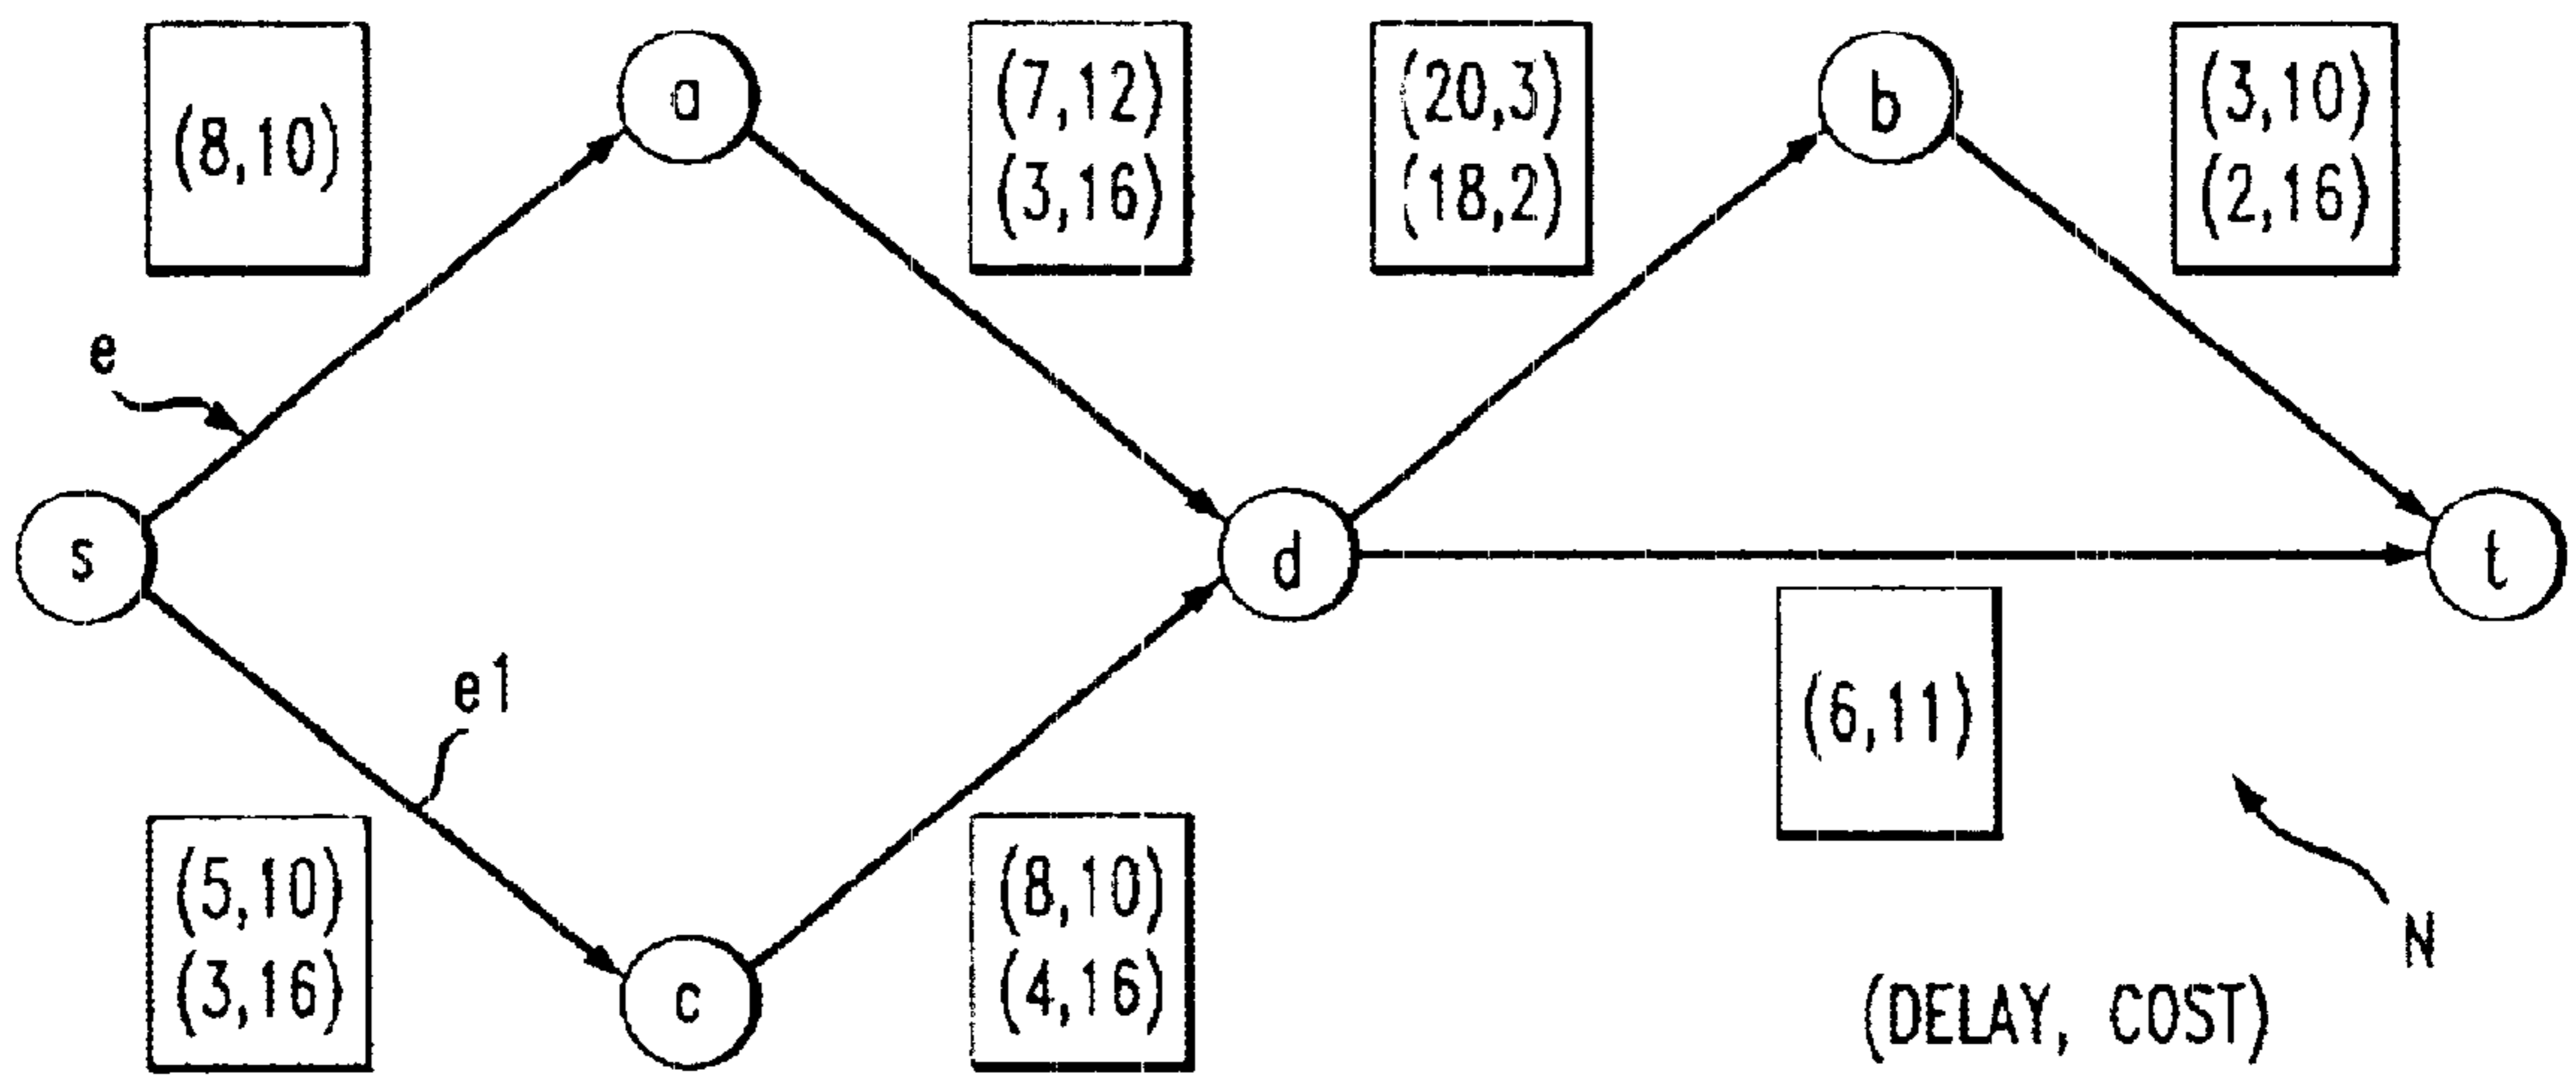 (8,10)
a
(7,12)
(3,16)
(20,3)
(18,2)
b
(3,10)
(2,16)
e
s
d
t
e1
(6,11)
(5,10)
(3,16)
c
(8,10)
(4,16)
N
(DELAY, COST)